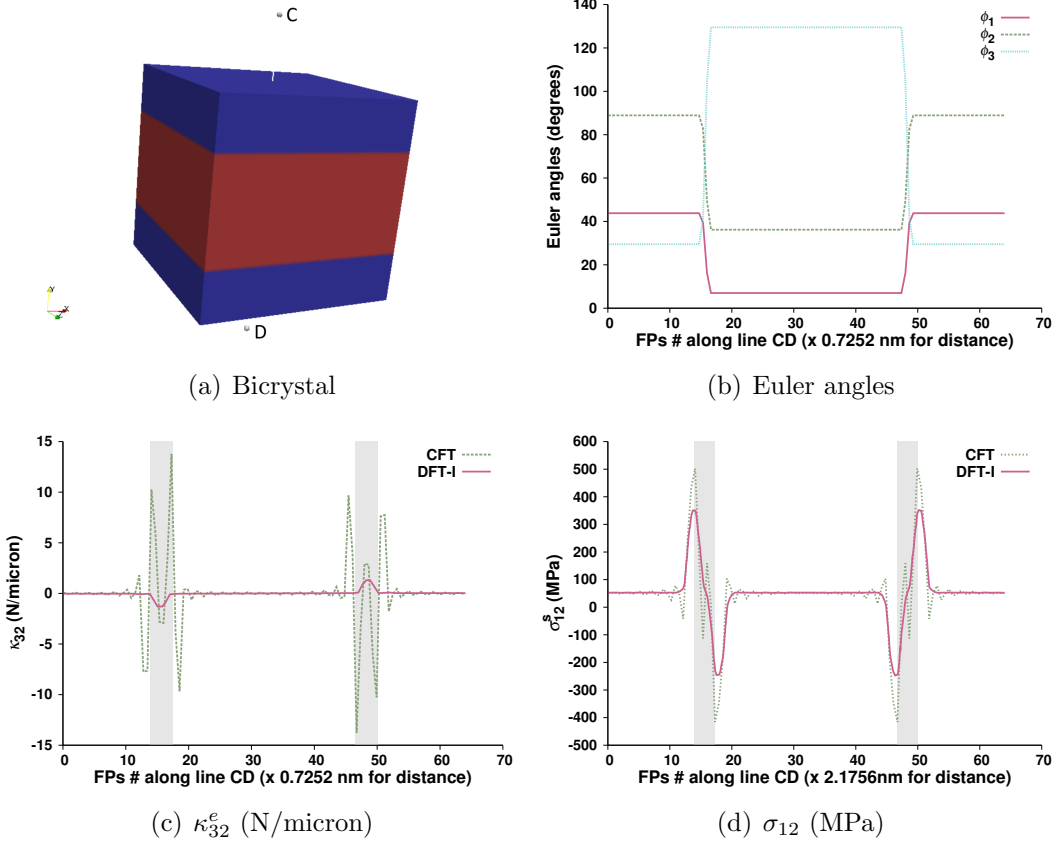 C
Y
X
D
(a) Bicrystal
Euler angles (degrees)
140
120
100
80
60
40
20
0
ϕ1
ϕ2
ϕ3
0 10 20 30 40 50 60 70
FPs # along line CD (x 0.7252 nm for distance)
(b) Euler angles
κ32 (N/micron)
15
10
5
0
-5
-10
-15
CFT
DFT-I
0 10 20 30 40 50 60 70
FPs # along line CD (x 0.7252 nm for distance)
(c) κ^e_32 (N/micron)
σ^s_12 (MPa)
600
500
400
300
200
100
0
-100
-200
-300
-400
-500
CFT
DFT-I
0 10 20 30 40 50 60 70
FPs # along line CD (x 2.1756nm for distance)
(d) σ12 (MPa)